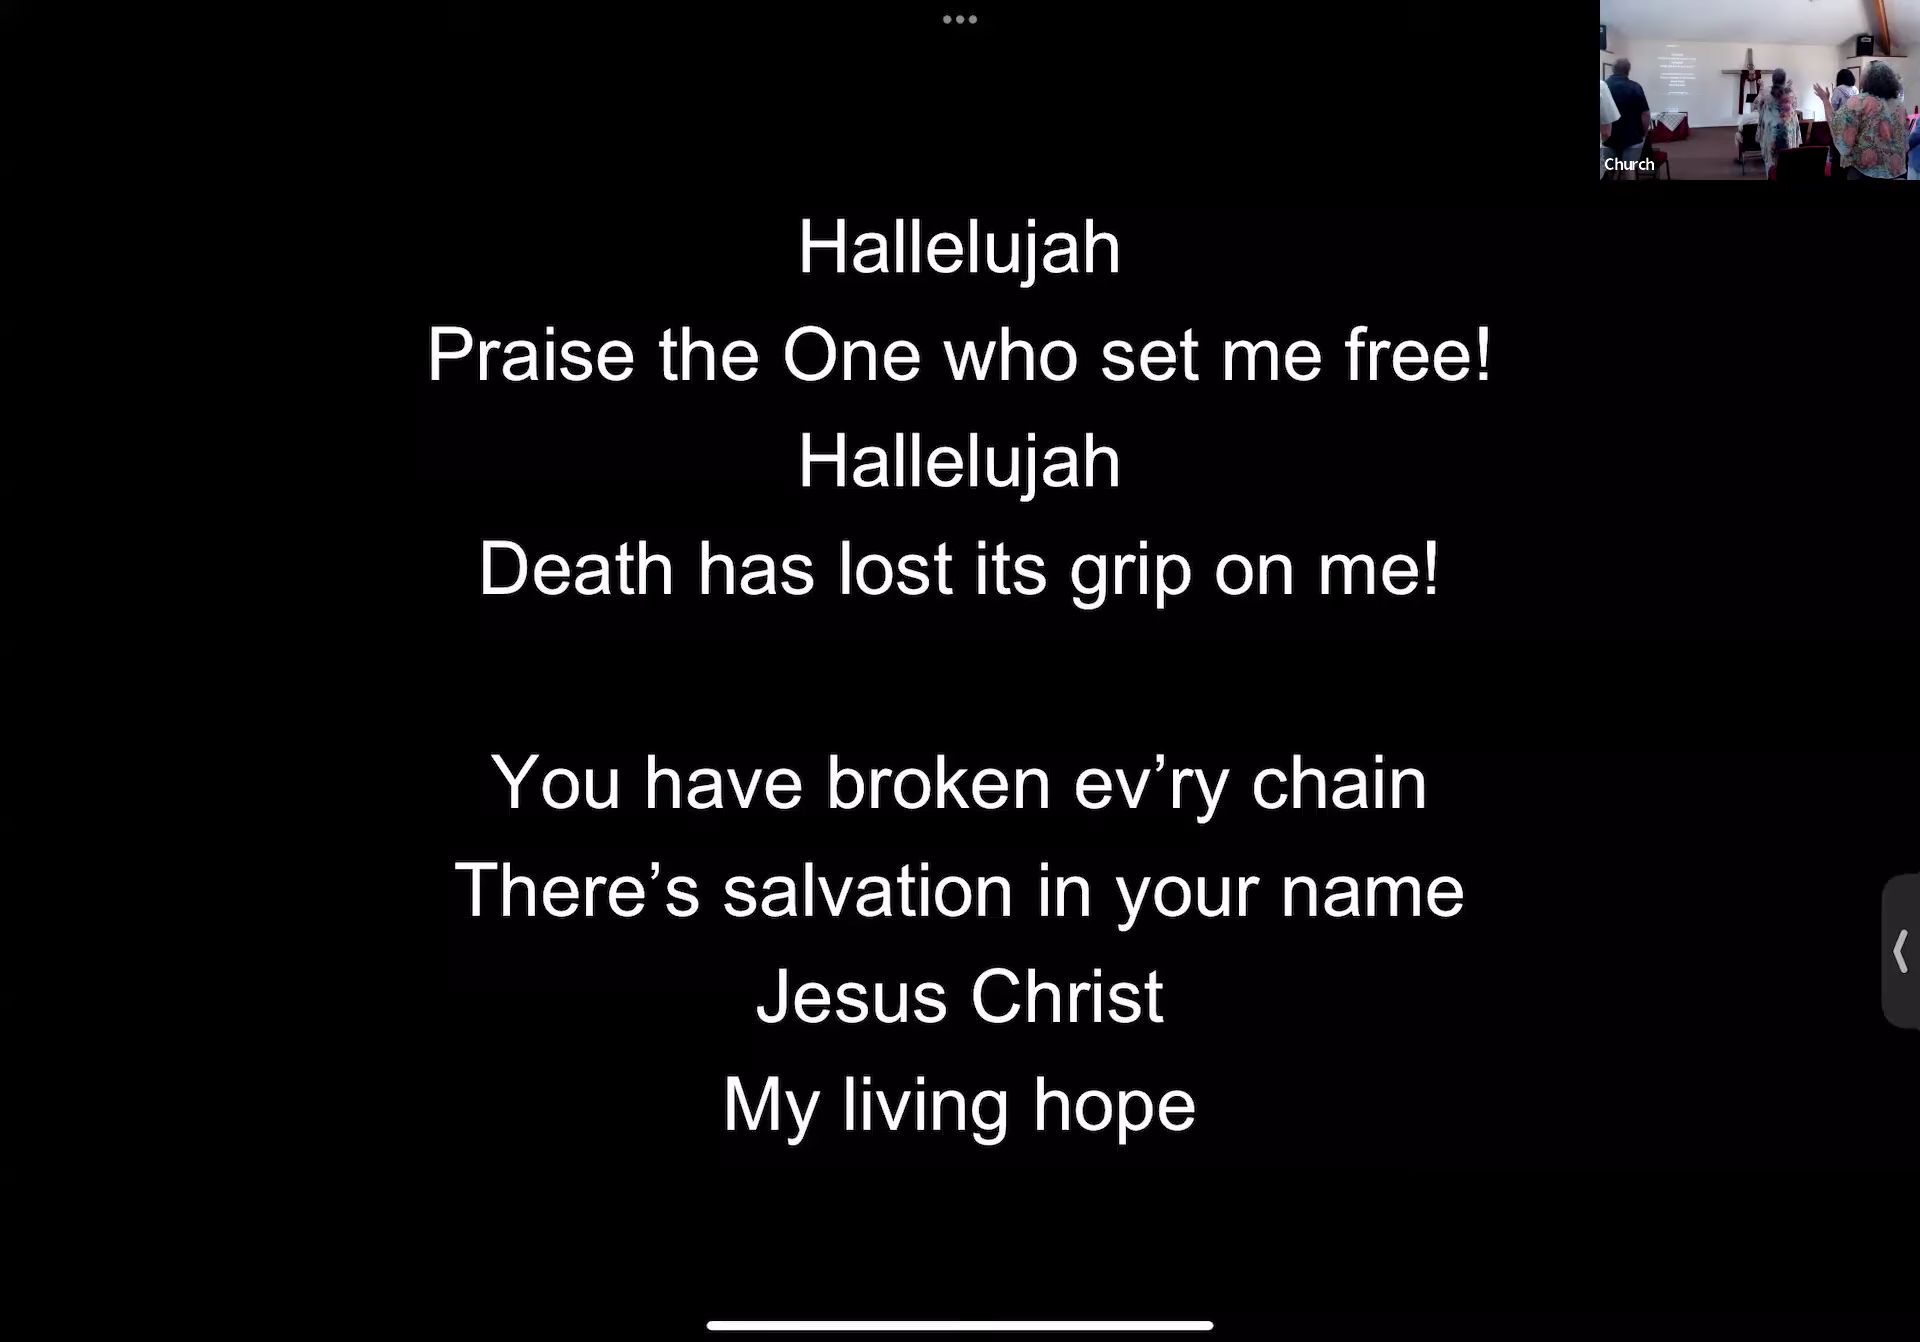 Church
Hallelujah
Praise the One who set me free!
Hallelujah
Death has lost its grip on me!
You have broken ev’ry chain
There’s salvation in your name
Jesus Christ
My living hope